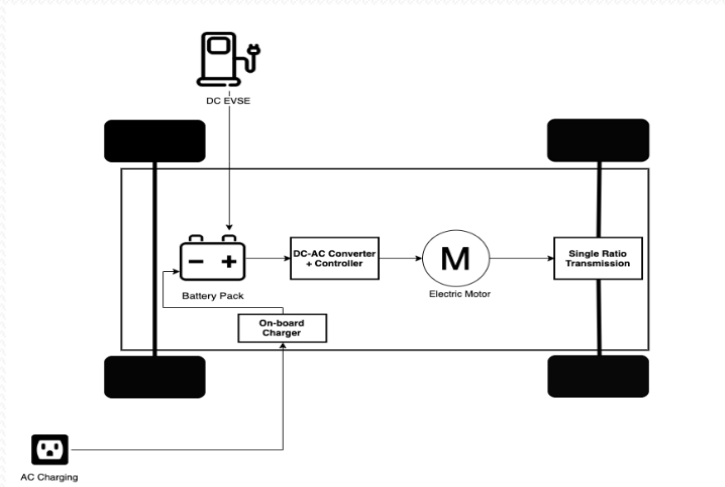 DC EVSE
DC-AC Converter
+ Controller
M
Single Ratio
Transmission
Battery Pack
Electric Motor
On-board
Charger
AC Charging